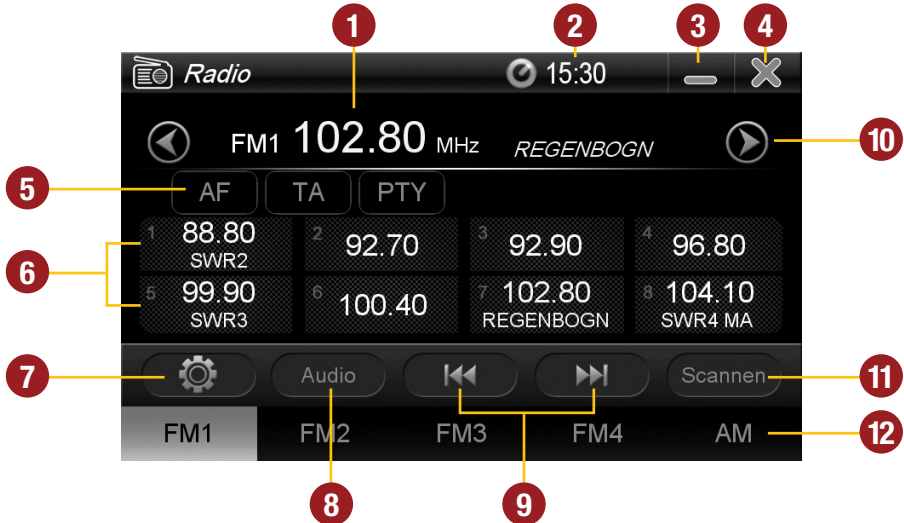 1 2 3 4
Radio 15:30
FM1 102.80 MHz REGENBOGN
10
5
AF TA PTY
6
1 88.80 SWR2
2 92.70
3 92.90
4 96.80
5 99.90 SWR3
6 100.40
7 102.80 REGENBOGN
8 104.10 SWR4 MA
7
Audio Scannen
11
FM1 FM2 FM3 FM4 AM
12
8 9